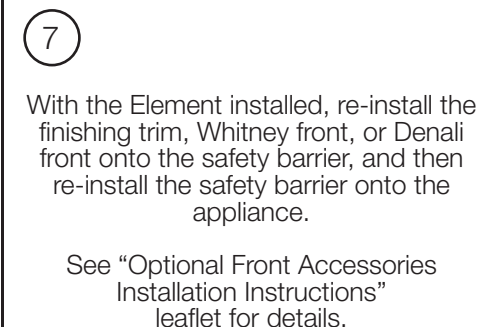 7
With the Element installed, re-install the
finishing trim, Whitney front, or Denali
front onto the safety barrier, and then
re-install the safety barrier onto the
appliance.
See “Optional Front Accessories
Installation Instructions”
leaflet for details.